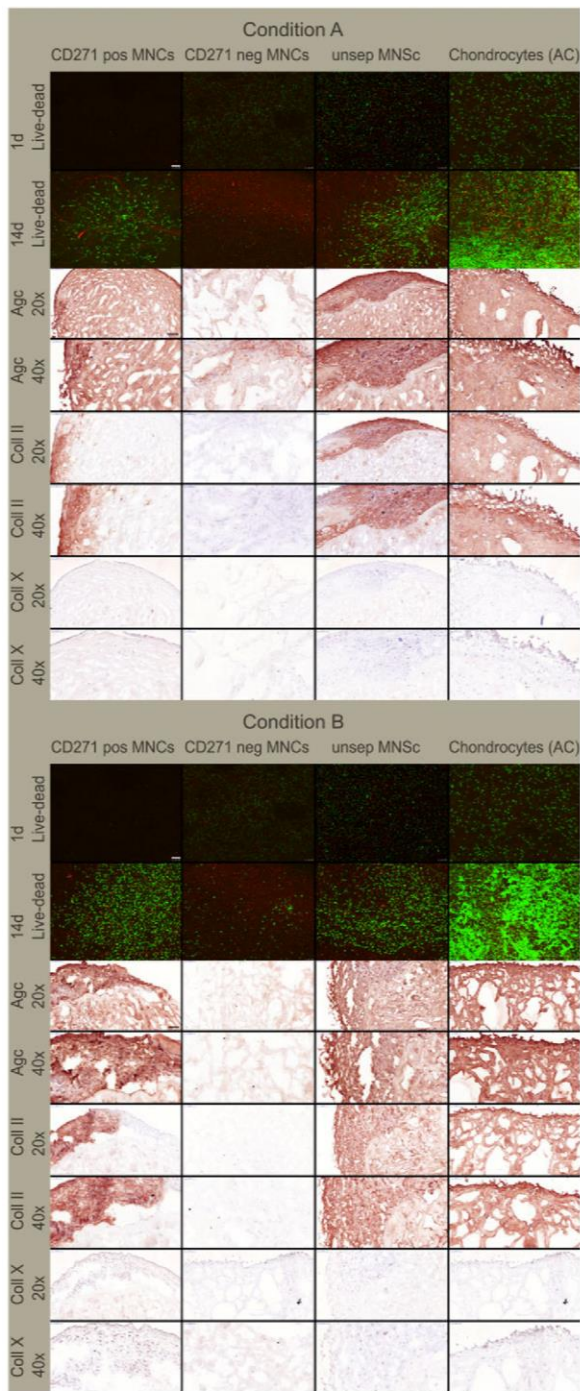 Condition A
CD271 pos MNCs CD271 neg MNCs unsep MNSc Chondrocytes (AC)
1d
Live-dead
14d
Live-dead
Agc
20x
Agc
40x
Coll II
20x
Coll II
40x
Coll X
20x
Coll X
40x
Condition B
CD271 pos MNCs CD271 neg MNCs unsep MNSc Chondrocytes (AC)
1d
Live-dead
14d
Live-dead
Agc
20x
Agc
40x
Coll II
20x
Coll II
40x
Coll X
20x
Coll X
40x